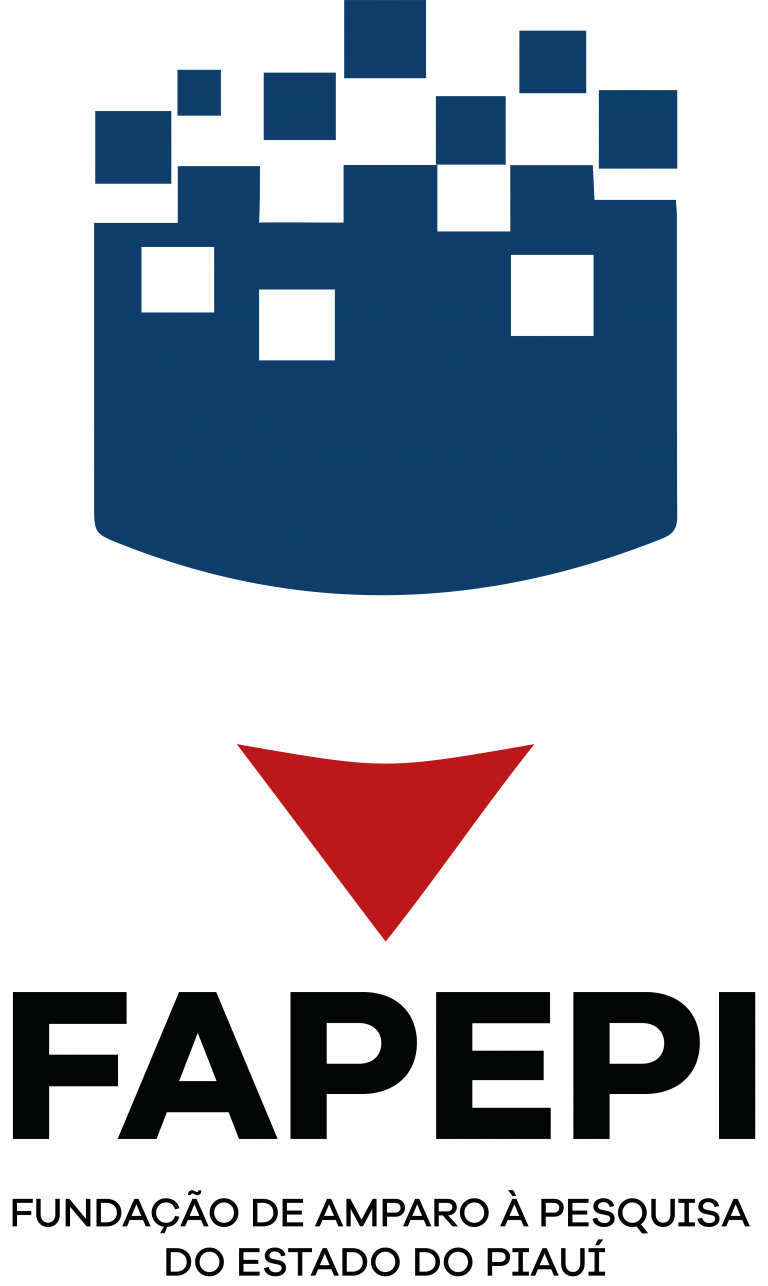 FAPEPI
FUNDAÇÃO DE AMPARO À PESQUISA
DO ESTADO DO PIAUÍ